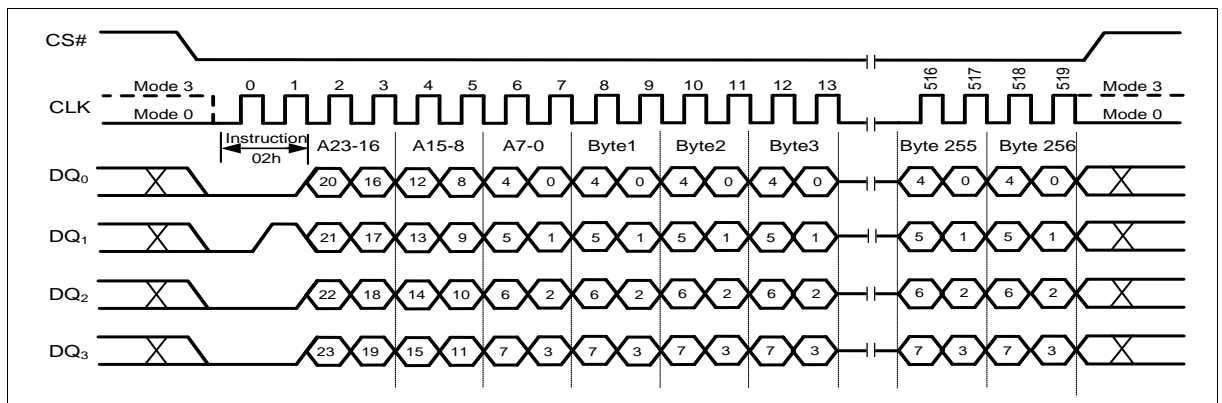 CS#
CLK
Mode 3
Mode 0
0 1 2 3 4 5 6 7 8 9 10 11 12 13
516 517 518 519
Mode 3
Mode 0
Instruction
02h
A23-16 A15-8 A7-0 Byte1 Byte2 Byte3 Byte 255 Byte 256
DQ0 20 16 12 8 4 0 4 0 4 0 4 0 4 0 4 0
DQ1 21 17 13 9 5 1 5 1 5 1 5 1 5 1 5 1
DQ2 22 18 14 10 6 2 6 2 6 2 6 2 6 2 6 2
DQ3 23 19 15 11 7 3 7 3 7 3 7 3 7 3 7 3